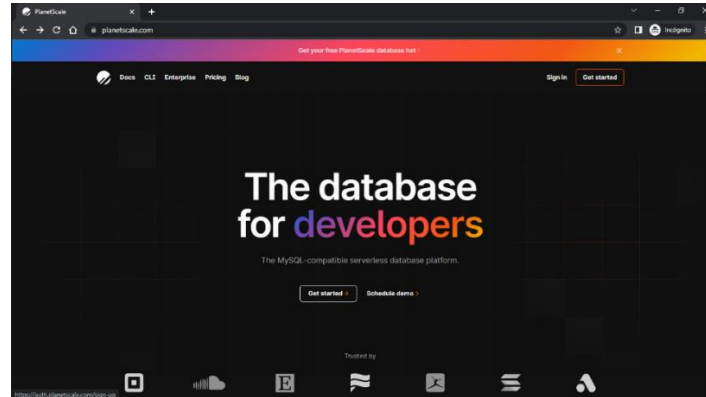 PlanetScale
planetscale.com
Incógnito
Get your free PlanetScale database hat
Docs CLI Enterprise Pricing Blog
Sign in Get started
The database
for developers
The MySQL-compatible serverless database platform.
Get started Schedule demo
Trusted by
E
https://auth.planetscale.com/sign-up